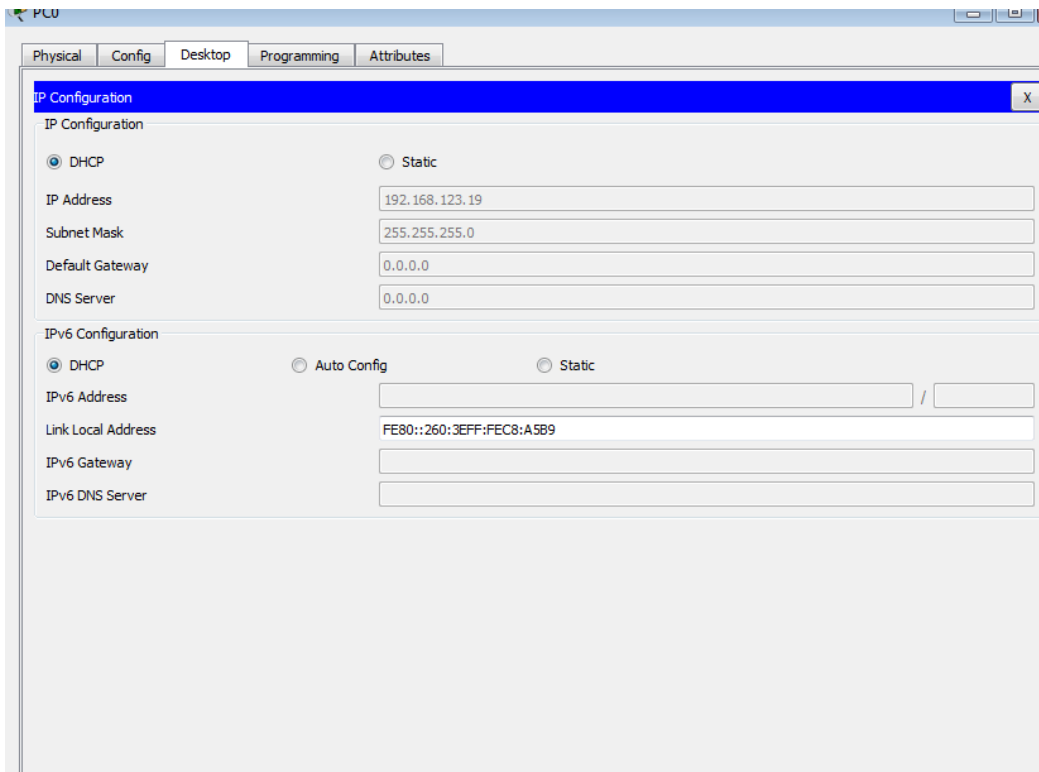 PC0
Physical Config Desktop Programming Attributes
IP Configuration X
IP Configuration
DHCP Static
IP Address 192.168.123.19
Subnet Mask 255.255.255.0
Default Gateway 0.0.0.0
DNS Server 0.0.0.0
IPv6 Configuration
DHCP Auto Config Static
IPv6 Address /
Link Local Address FE80::260:3EFF:FEC8:A5B9
IPv6 Gateway
IPv6 DNS Server